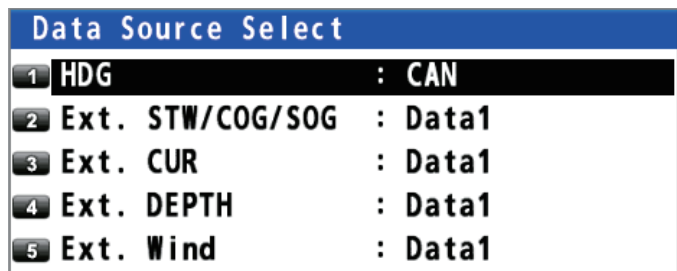 Data Source Select
1 HDG : CAN
2 Ext. STW/COG/SOG : Data1
3 Ext. CUR : Data1
4 Ext. DEPTH : Data1
5 Ext. Wind : Data1